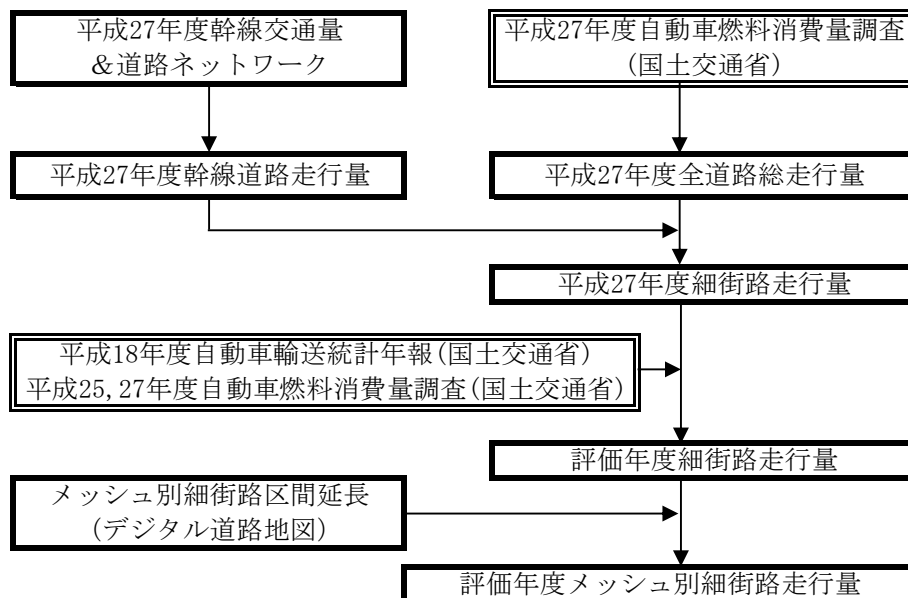 平成27年度幹線交通量
＆道路ネットワーク
平成27年度自動車燃料消費量調査
(国土交通省)
平成27年度幹線道路走行量
平成27年度全道路総走行量
平成27年度細街路走行量
平成18年度自動車輸送統計年報(国土交通省)
平成25,27年度自動車燃料消費量調査(国土交通省)
評価年度細街路走行量
メッシュ別細街路区間延長
(デジタル道路地図)
評価年度メッシュ別細街路走行量